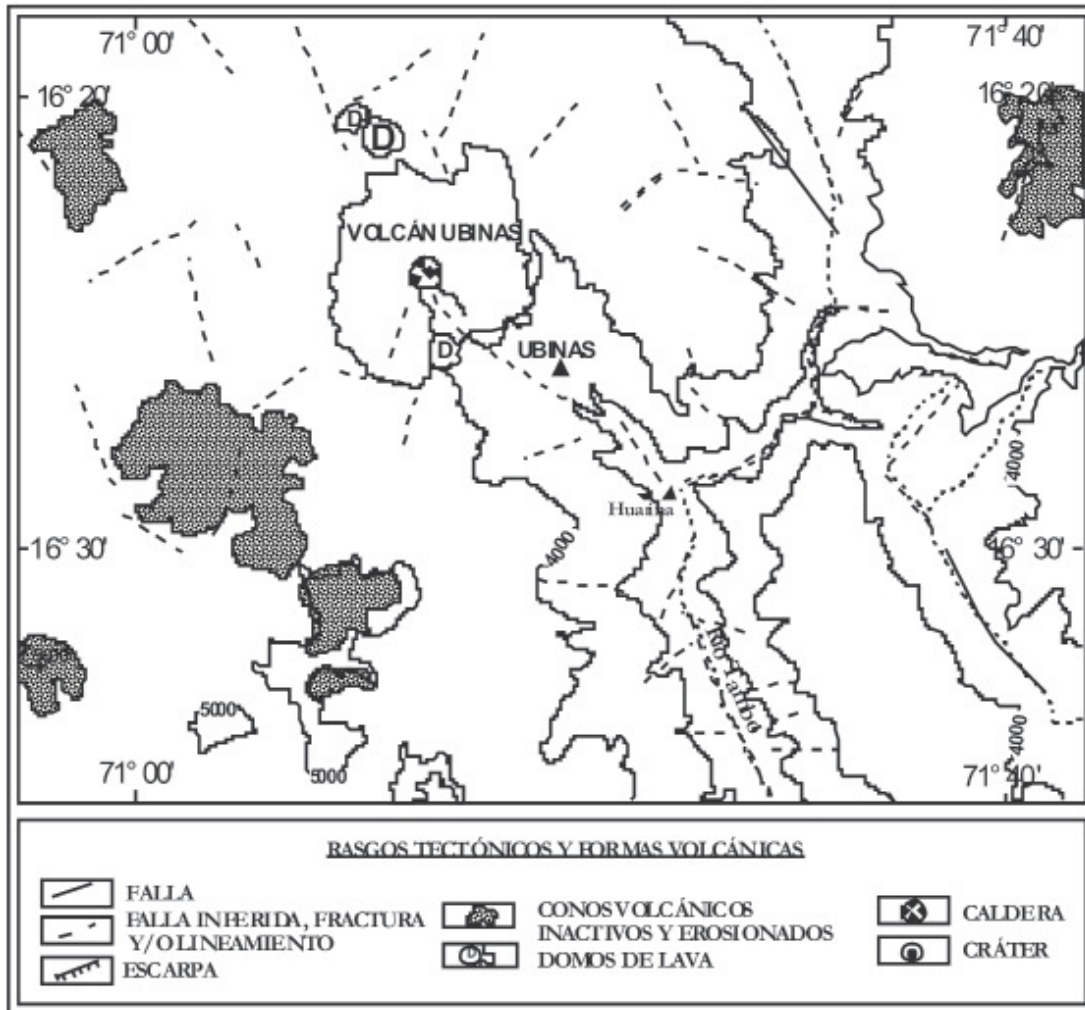 71° 00'
71° 40'
16° 20'
16° 20'
D
D
VOLCÁN UBINAS
D
UBINAS
4000
4000
16° 30'
16° 30'
Río Tambo
5000
5000
4000
71° 00'
71° 40'
RASGOS TECTÓNICOS Y FORMAS VOLCÁNICAS
FALLA
FALLA INFERIDA, FRACTURA
Y/O LINEAMIENTO
ESCARPA
CONOS VOLCÁNICOS
INACTIVOS Y EROSIONADOS
D
DOMOS DE LAVA
CALDERA
CRÁTER